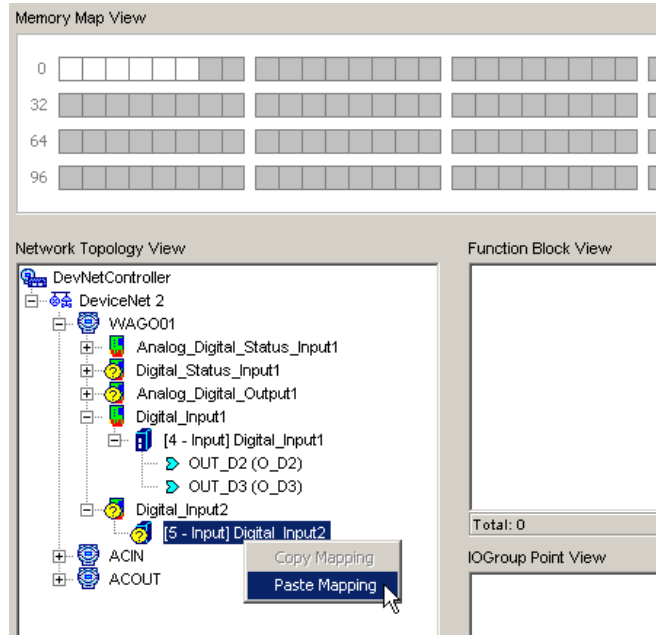 Memory Map View
0
32
64
96
Network Topology View
DevNetController
DeviceNet 2
WAGO01
Analog_Digital_Status_Input1
Digital_Status_Input1
Analog_Digital_Output1
Digital_Input1
[4 - Input] Digital_Input1
OUT_D2 (O_D2)
OUT_D3 (O_D3)
Digital_Input2
[5 - Input] Digital_Input2
ACIN
ACOUT
Copy Mapping
Paste Mapping
Function Block View
Total: 0
IOGroup Point View